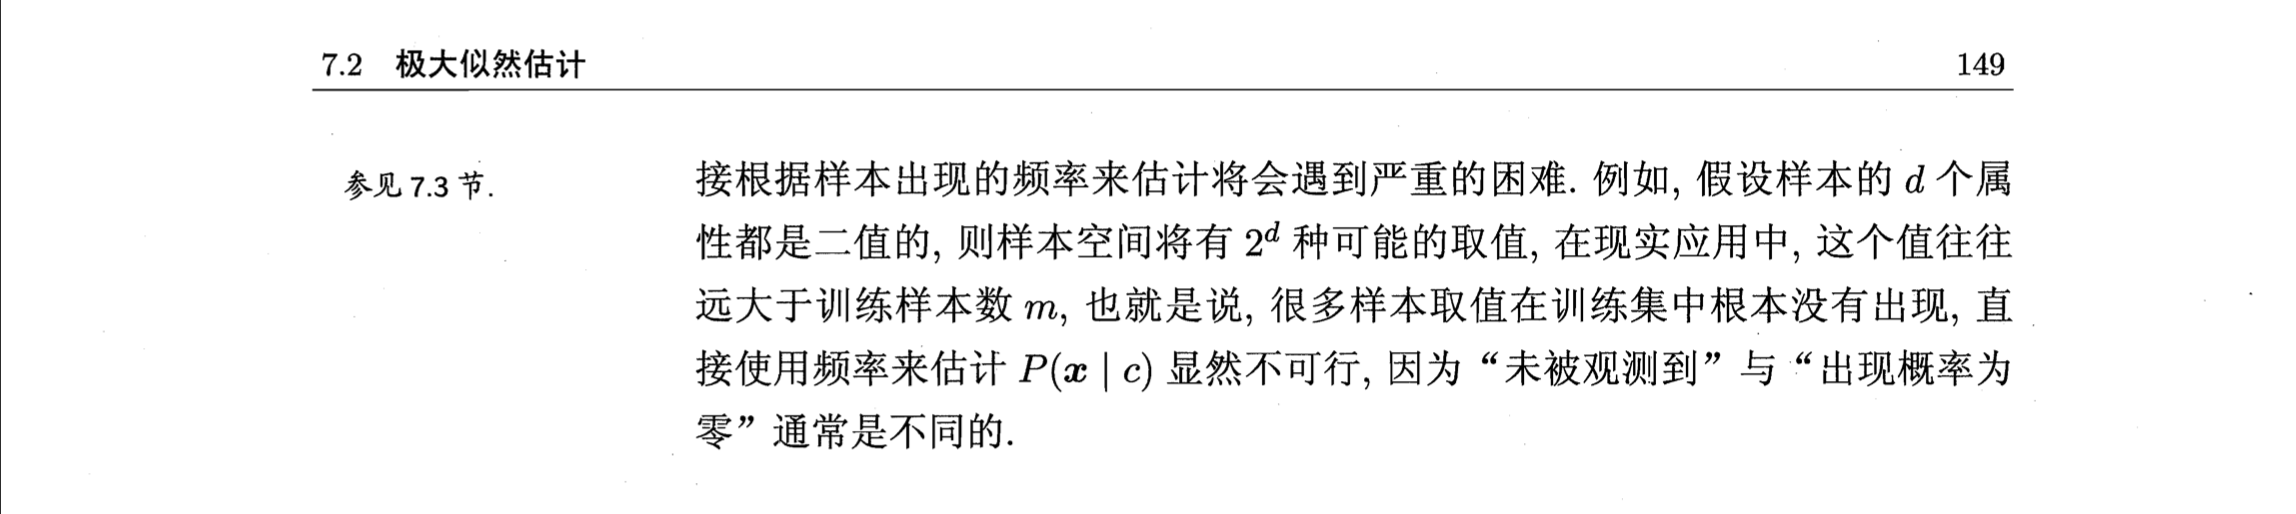 7.2 极大似然估计 149
参见 7.3 节.
接根据样本出现的频率来估计将会遇到严重的困难. 例如, 假设样本的 d 个属
性都是二值的, 则样本空间将有 2^d 种可能的取值, 在现实应用中, 这个值往往
远大于训练样本数 m, 也就是说, 很多样本取值在训练集中根本没有出现, 直
接使用频率来估计 P(x | c) 显然不可行, 因为“未被观测到”与“出现概率为
零”通常是不同的.